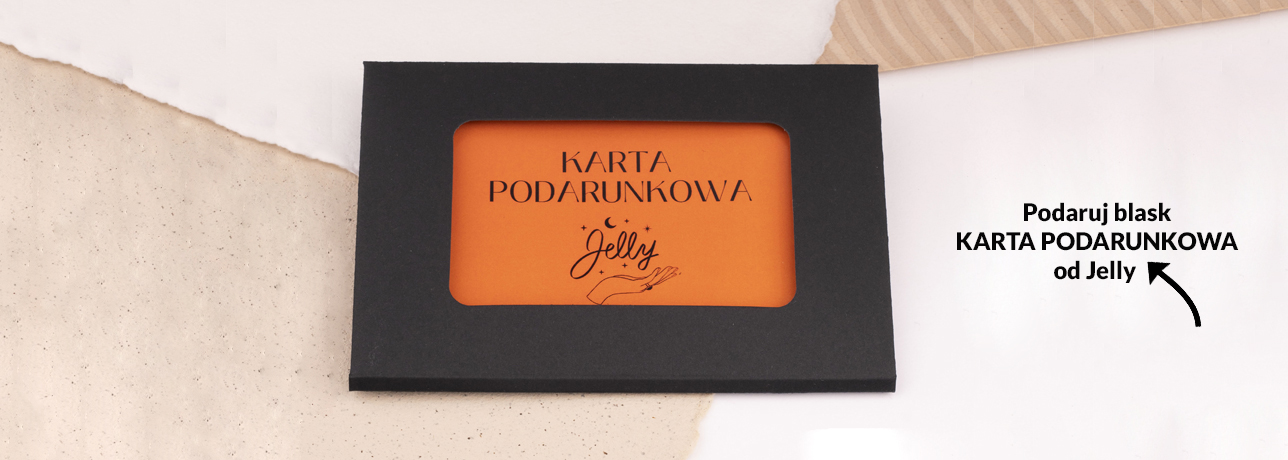 KARTA
PODARUNKOWA
Jelly
Podaruj blask
KARTA PODARUNKOWA
od Jelly